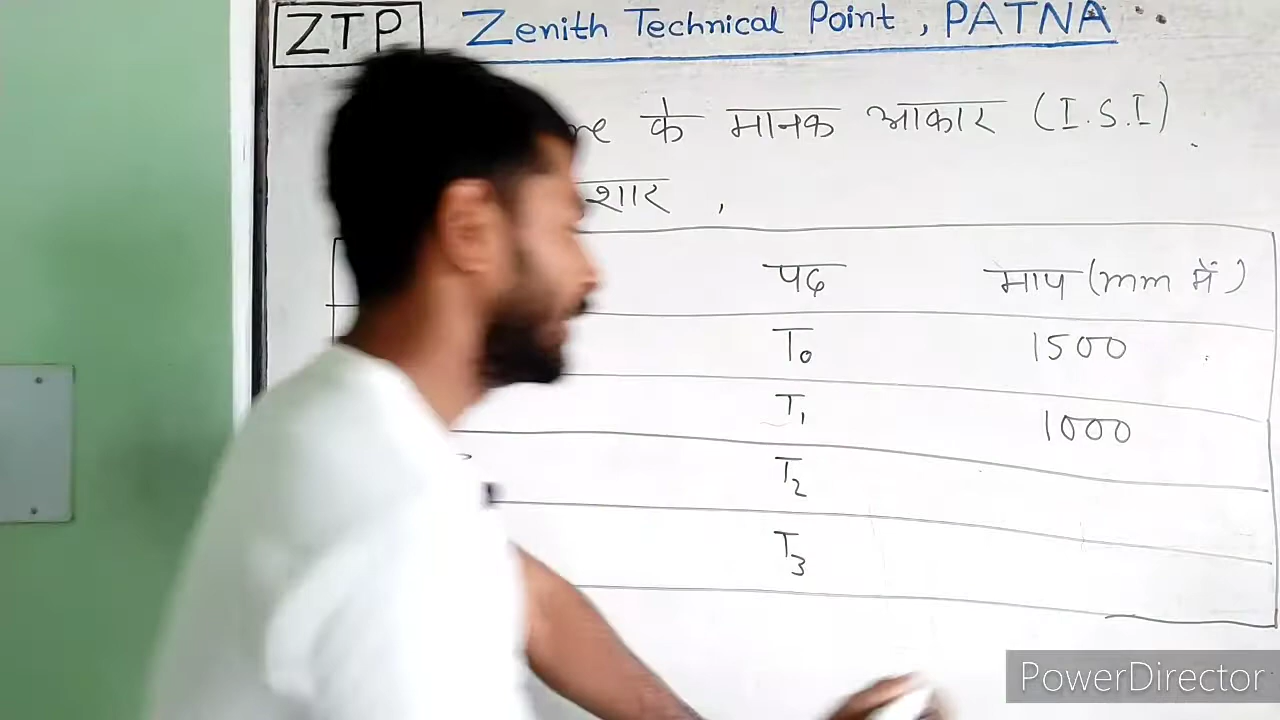 ZTP Zenith Technical Point, PATNA
के मानक आकार (I.S.I)
शार,
पद माप (mm में)
T0 1500
T1 1000
T2
T3
PowerDirector